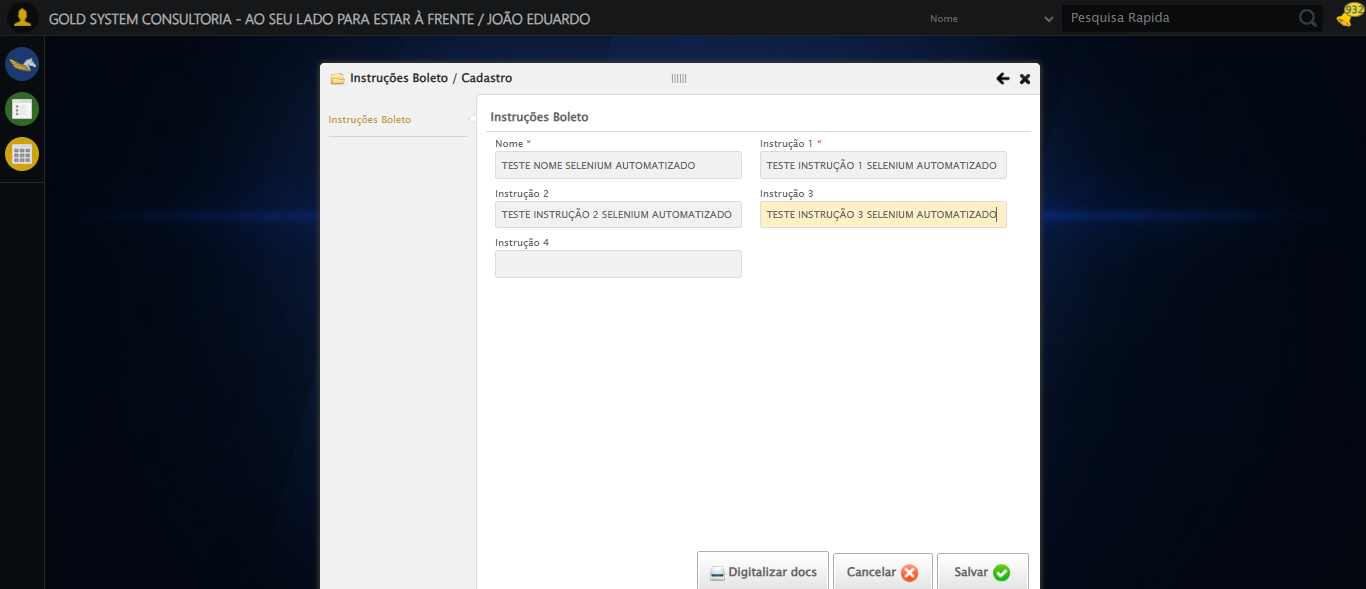 GOLD SYSTEM CONSULTORIA - AO SEU LADO PARA ESTAR À FRENTE / JOÃO EDUARDO
Nome
Pesquisa Rapida
932
Instruções Boleto / Cadastro
Instruções Boleto
Instruções Boleto
Nome *
Instrução 1 *
TESTE NOME SELENIUM AUTOMATIZADO
TESTE INSTRUÇÃO 1 SELENIUM AUTOMATIZADO
Instrução 2
Instrução 3
TESTE INSTRUÇÃO 2 SELENIUM AUTOMATIZADO
TESTE INSTRUÇÃO 3 SELENIUM AUTOMATIZADO
Instrução 4
Digitalizar docs
Cancelar
Salvar